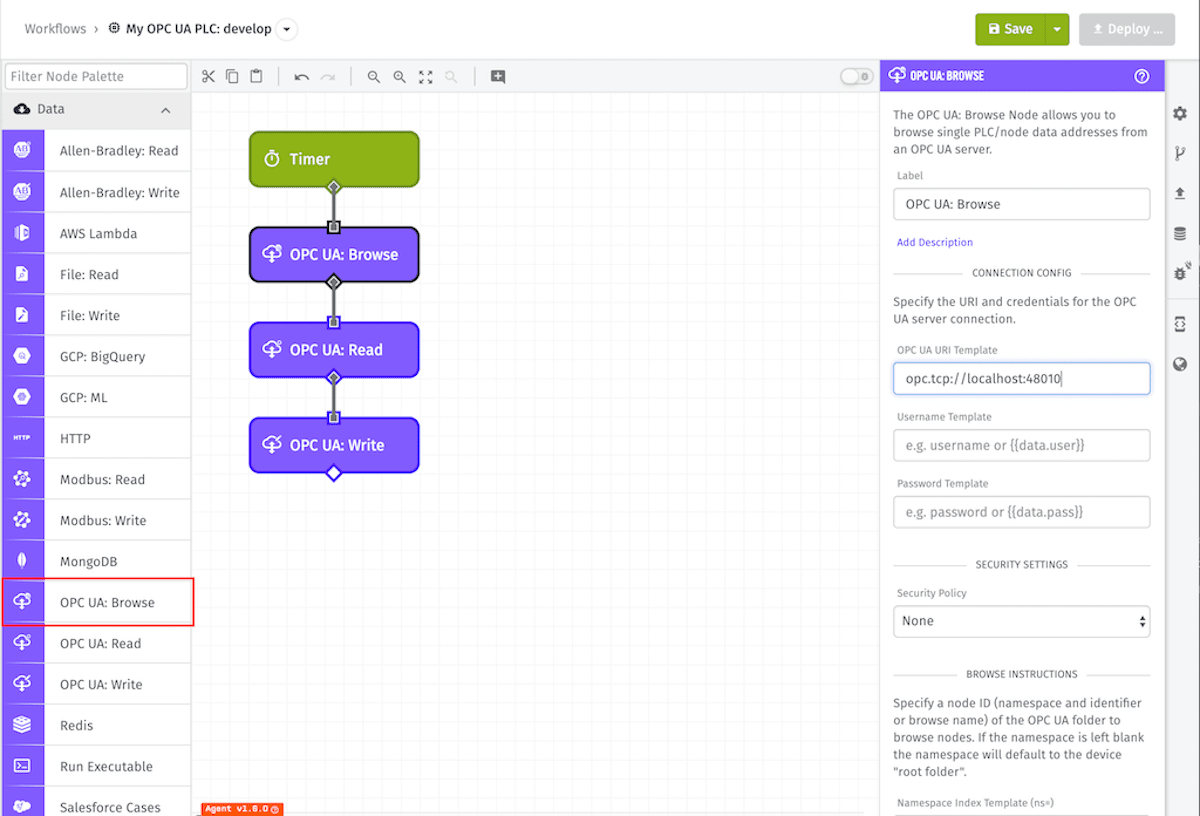 Workflows › My OPC UA PLC: develop
Save
Deploy ...
Filter Node Palette
Data
Allen-Bradley: Read
Allen-Bradley: Write
AWS Lambda
File: Read
File: Write
GCP: BigQuery
GCP: ML
HTTP
HTTP
Modbus: Read
Modbus: Write
MongoDB
OPC UA: Browse
OPC UA: Read
OPC UA: Write
Redis
Run Executable
Salesforce Cases
AB
AB
Timer
OPC UA: Browse
OPC UA: Read
OPC UA: Write
Agent v1.8.0
0
OPC UA: BROWSE
The OPC UA: Browse Node allows you to
browse single PLC/node data addresses from
an OPC UA server.
Label
OPC UA: Browse
Add Description
CONNECTION CONFIG
Specify the URI and credentials for the OPC
UA server connection.
OPC UA URI Template
opc.tcp://localhost:48010
Username Template
e.g. username or {{data.user}}
Password Template
e.g. password or {{data.pass}}
SECURITY SETTINGS
Security Policy
None
BROWSE INSTRUCTIONS
Specify a node ID (namespace and identifier
or browse name) of the OPC UA folder to
browse nodes. If the namespace is left blank
the namespace will default to the device
"root folder".
Namespace Index Template (ns=)